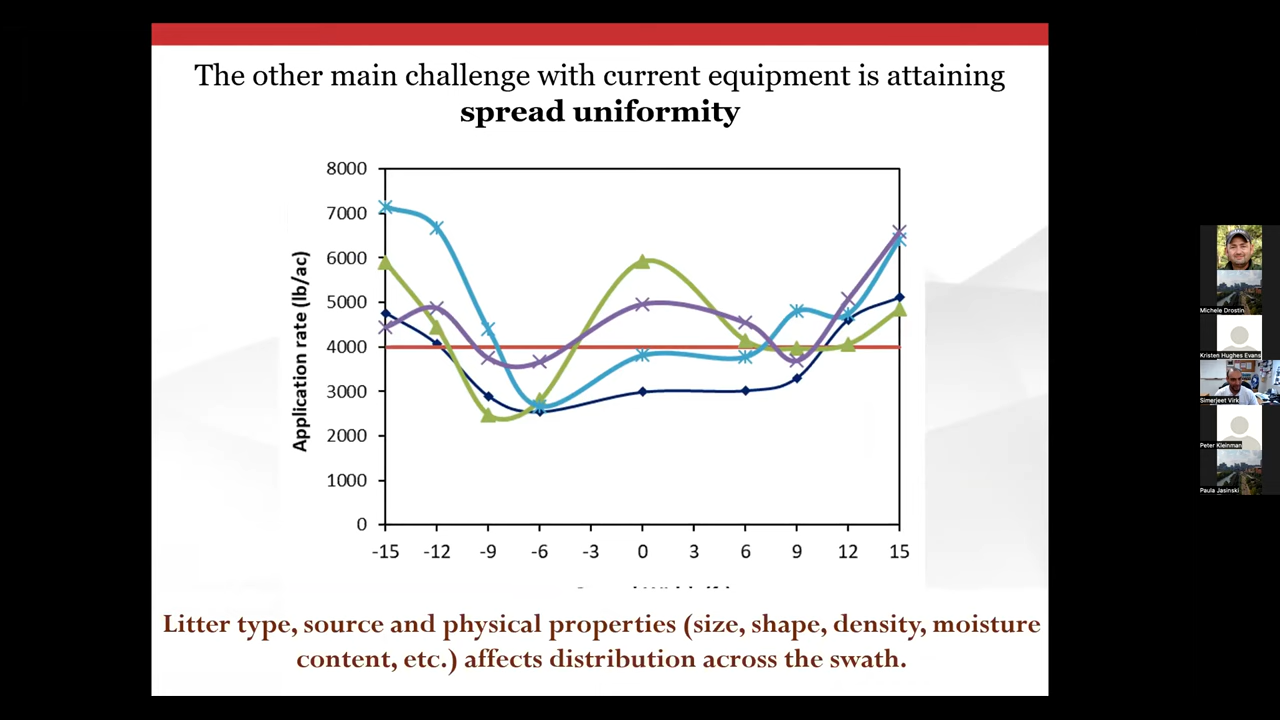 The other main challenge with current equipment is attaining
spread uniformity
8000
7000
6000
5000
4000
3000
2000
1000
0
Application rate (lb/ac)
-15 -12 -9 -6 -3 0 3 6 9 12 15
Litter type, source and physical properties (size, shape, density, moisture
content, etc.) affects distribution across the swath.
Michele Drostin
Kristen Hughes Evans
Simerjeet Virk
Peter Kleinman
Paula Jasinski